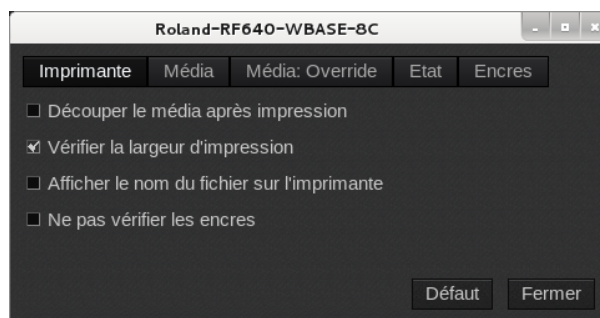 Roland-RF640-WBASE-8C
Imprimante Média Média: Override Etat Encres
Découper le média après impression
Vérifier la largeur d'impression
Afficher le nom du fichier sur l'imprimante
Ne pas vérifier les encres
Défaut Fermer